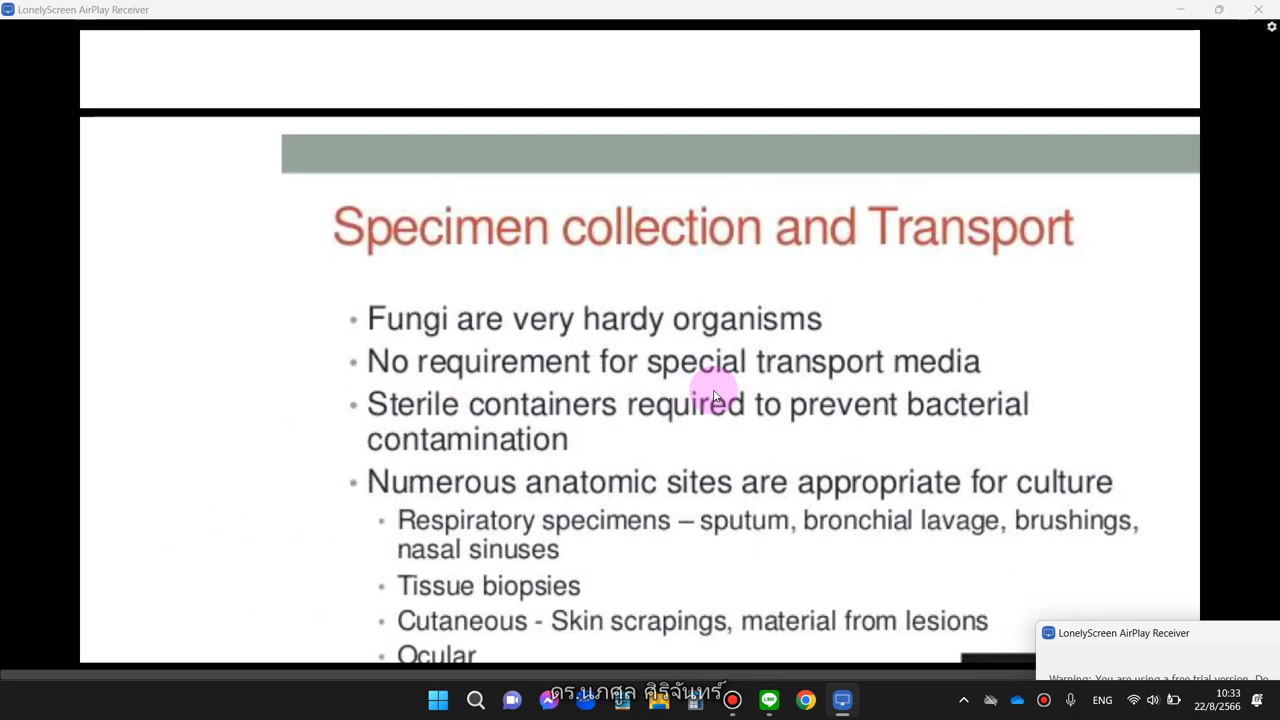 LonelyScreen AirPlay Receiver
Specimen collection and Transport
• Fungi are very hardy organisms
• No requirement for special transport media
• Sterile containers required to prevent bacterial
contamination
• Numerous anatomic sites are appropriate for culture
• Respiratory specimens – sputum, bronchial lavage, brushings,
nasal sinuses
• Tissue biopsies
• Cutaneous - Skin scrapings, material from lesions
• Ocular
LonelyScreen AirPlay Receiver
Warning: You are using a free trial version. Do
ดร.นภศูล ศิริจันทร์
ENG
10:33
22/8/2566